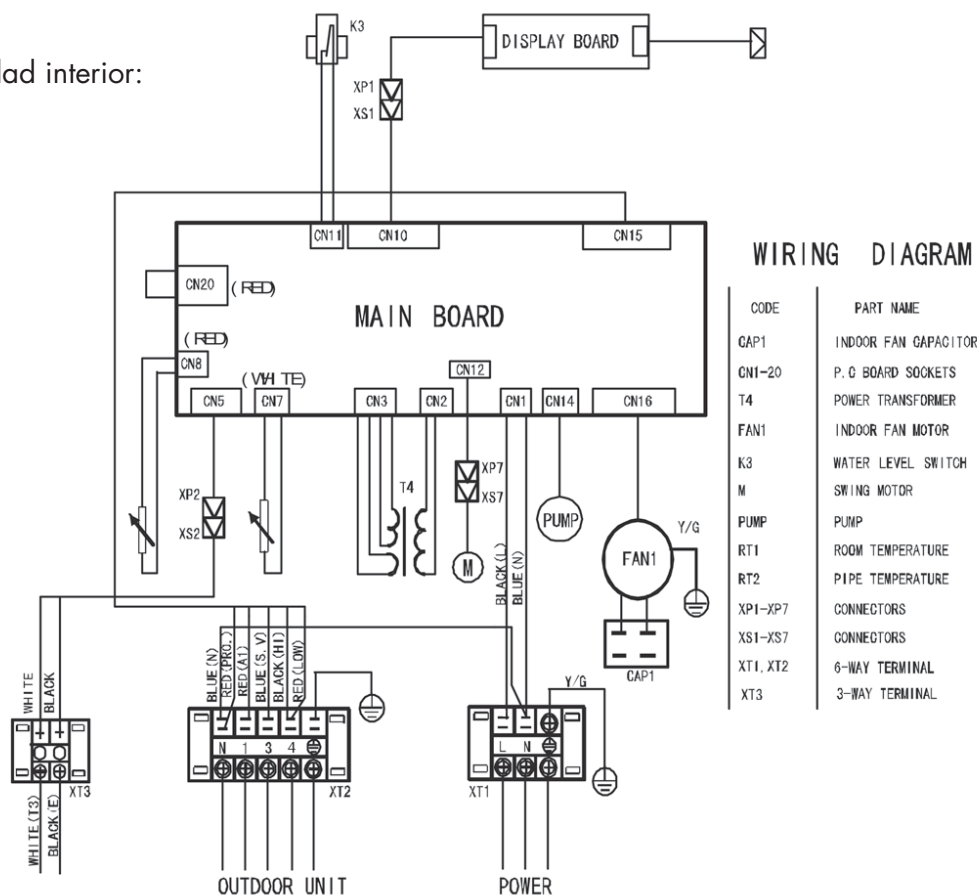 dad interior:
K3
DISPLAY BOARD
XP1
XS1
CN11
CN10
CN15
CN20
(RED)
MAIN BOARD
(RED)
CN8
CN12
(WHITE)
CN5
CN7
CN3
CN2
CN1
CN14
CN16
XP2
XS2
T4
XP7
XS7
M
PUMP
FAN1
Y/G
CAP1
BLACK(L)
BLUE(N)
WHITE
BLACK
BLUE(N)
RED(PRO.)
RED(A1)
BLUE(S.V)
BLACK(HI)
RED(LOW)
Y/G
N 1 3 4
L N
XT3
XT2
XT1
WHITE(T3)
BLACK(E)
OUTDOOR UNIT
POWER
WIRING DIAGRAM
CODE PART NAME
CAP1 INDOOR FAN CAPACITOR
CN1-20 P.C BOARD SOCKETS
T4 POWER TRANSFORMER
FAN1 INDOOR FAN MOTOR
K3 WATER LEVEL SWITCH
M SWING MOTOR
PUMP PUMP
RT1 ROOM TEMPERATURE
RT2 PIPE TEMPERATURE
XP1-XP7 CONNECTORS
XS1-XS7 CONNECTORS
XT1,XT2 6-WAY TERMINAL
XT3 3-WAY TERMINAL